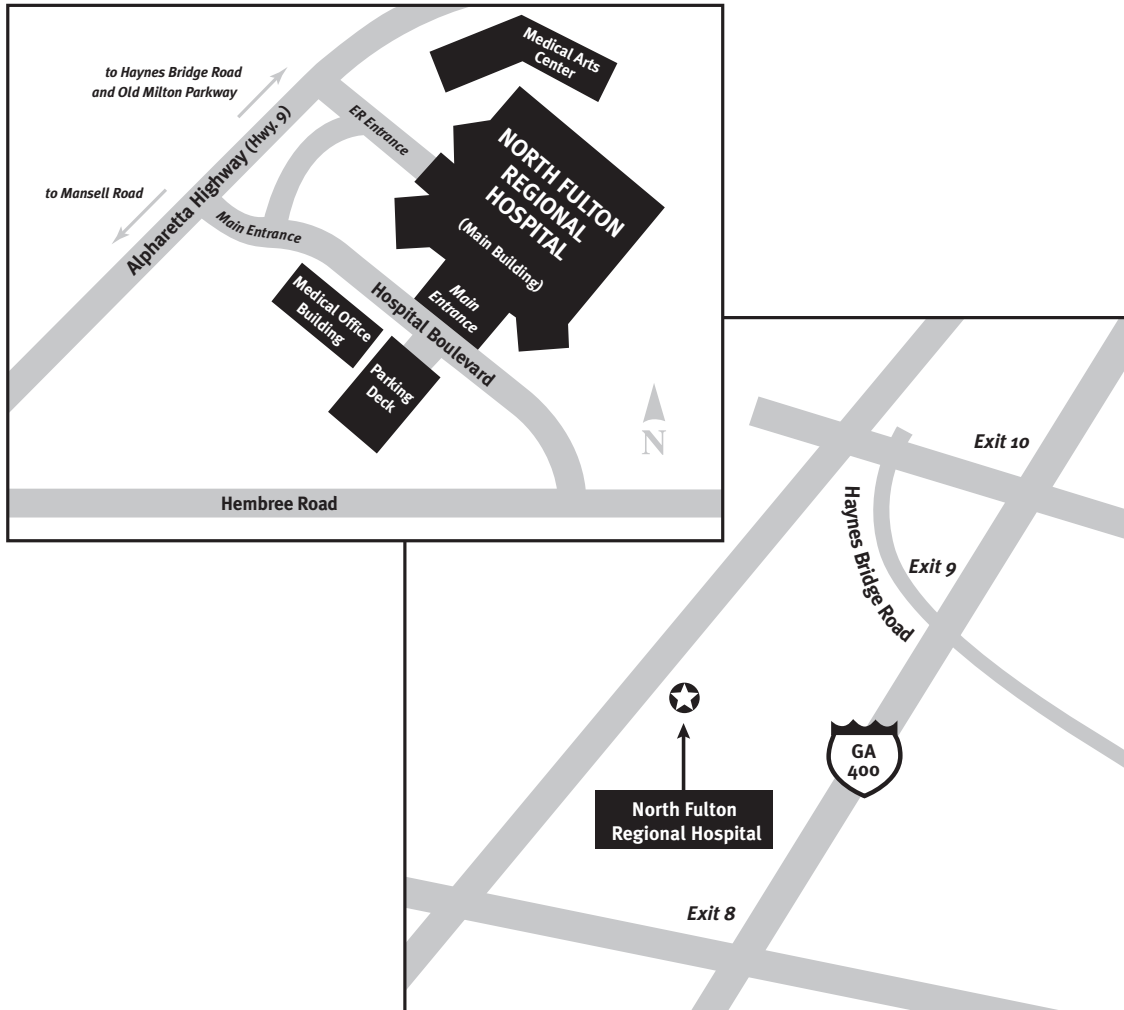 Medical Arts
Center
to Haynes Bridge Road
and Old Milton Parkway
ER Entrance
NORTH FULTON
REGIONAL
HOSPITAL
(Main Building)
to Mansell Road
Alpharetta Highway (Hwy. 9)
Main Entrance
Main
Entrance
Medical Office
Building
Hospital Boulevard
Parking
Deck
N
Hembree Road
Exit 10
Haynes Bridge Road
Exit 9
GA
400
North Fulton
Regional Hospital
Exit 8